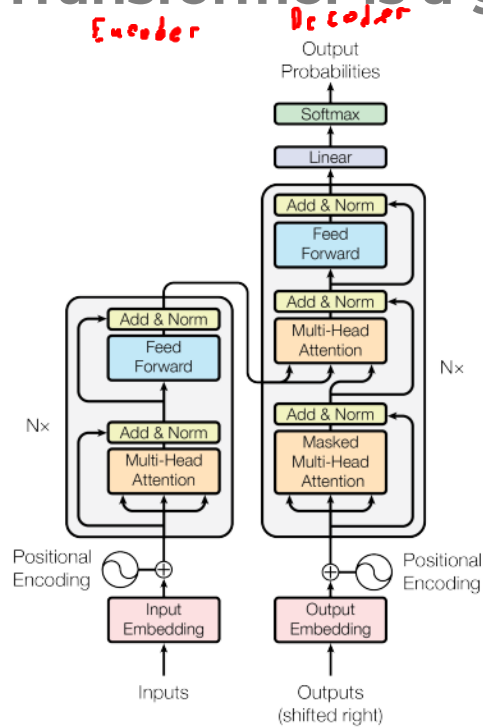 Transformer is a
Encoder
Decoder
Output
Probabilities
Softmax
Linear
Add & Norm
Feed
Forward
Add & Norm
Multi-Head
Attention
Add & Norm
Masked
Multi-Head
Attention
Nx
Positional
Encoding
Output
Embedding
Outputs
(shifted right)
Add & Norm
Feed
Forward
Add & Norm
Multi-Head
Attention
Nx
Positional
Encoding
Input
Embedding
Inputs